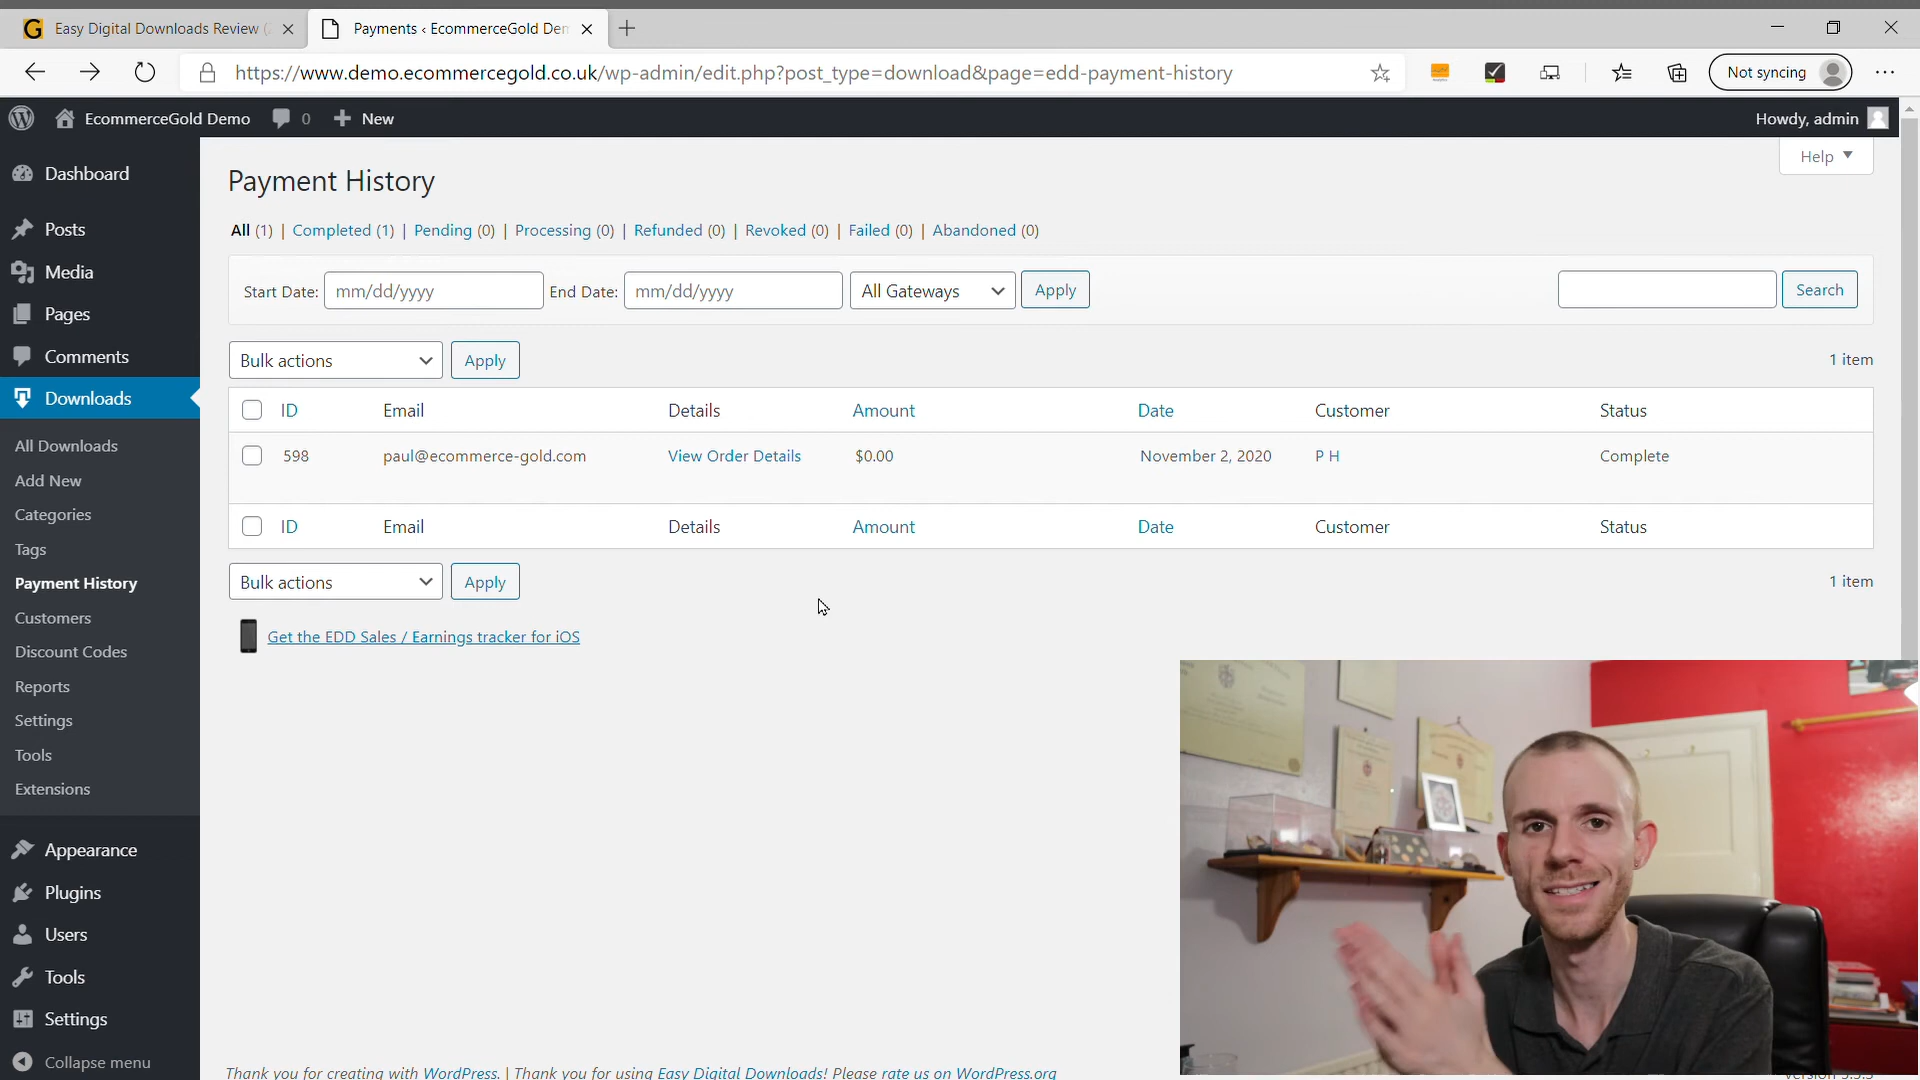 Easy Digital Downloads Review (
Payments ‹ EcommerceGold Dem
https://www.demo.ecommercegold.co.uk/wp-admin/edit.php?post_type=download&page=edd-payment-history
Not syncing
EcommerceGold Demo
0
New
Howdy, admin
Help
Dashboard
Posts
Media
Pages
Comments
Downloads
All Downloads
Add New
Categories
Tags
Payment History
Customers
Discount Codes
Reports
Settings
Tools
Extensions
Appearance
Plugins
Users
Tools
Settings
Collapse menu
Payment History
All (1) | Completed (1) | Pending (0) | Processing (0) | Refunded (0) | Revoked (0) | Failed (0) | Abandoned (0)
Start Date: mm/dd/yyyy End Date: mm/dd/yyyy All Gateways Apply Search
Bulk actions Apply 1 item
ID Email Details Amount Date Customer Status
598 paul@ecommerce-gold.com View Order Details $0.00 November 2, 2020 P H Complete
ID Email Details Amount Date Customer Status
Bulk actions Apply 1 item
Get the EDD Sales / Earnings tracker for iOS
Thank you for creating with WordPress. | Thank you for using Easy Digital Downloads! Please rate us on WordPress.org